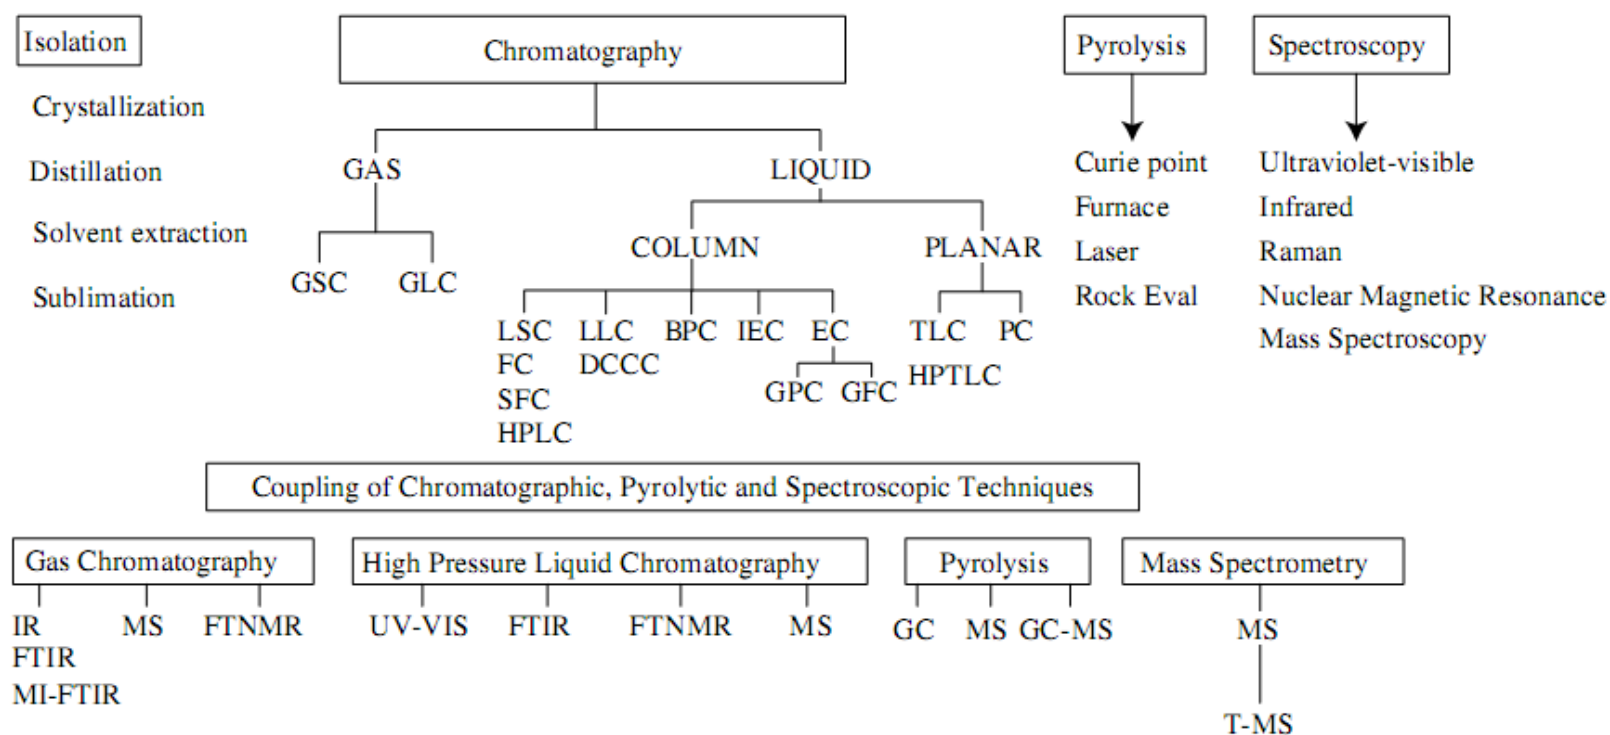 Isolation
Crystallization
Distillation
Solvent extraction
Sublimation
Chromatography
GAS
GSC GLC
LIQUID
COLUMN
LSC LLC BPC IEC EC
FC DCCC
SFC
HPLC
GPC GFC
PLANAR
TLC PC
HPTLC
Pyrolysis
Curie point
Furnace
Laser
Rock Eval
Spectroscopy
Ultraviolet-visible
Infrared
Raman
Nuclear Magnetic Resonance
Mass Spectroscopy
Coupling of Chromatographic, Pyrolytic and Spectroscopic Techniques
Gas Chromatography
IR MS FTNMR
FTIR
MI-FTIR
High Pressure Liquid Chromatography
UV-VIS FTIR FTNMR MS
Pyrolysis
GC MS GC-MS
Mass Spectrometry
MS
T-MS